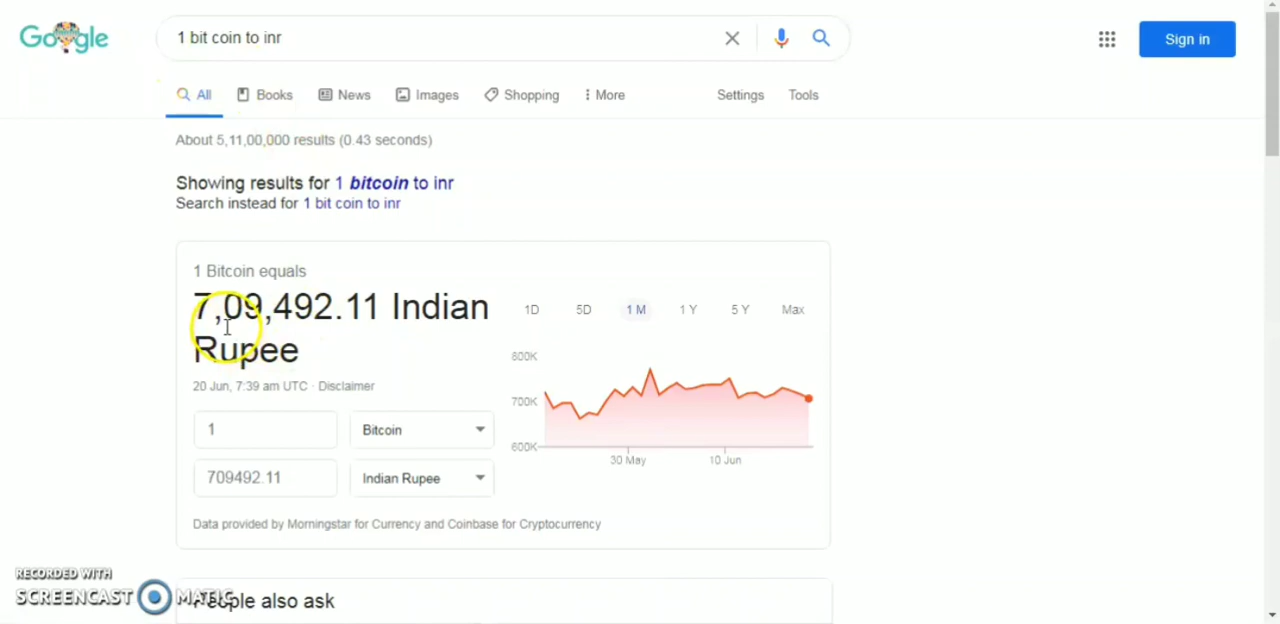 Google
1 bit coin to inr
Sign in
All Books News Images Shopping More Settings Tools
About 5,11,00,000 results (0.43 seconds)
Showing results for 1 bitcoin to inr
Search instead for 1 bit coin to inr
1 Bitcoin equals
7,09,492.11 Indian
Rupee
20 Jun, 7:39 am UTC · Disclaimer
1 Bitcoin
709492.11 Indian Rupee
1D 5D 1 M 1 Y 5 Y Max
800K
700K
600K
30 May 10 Jun
Data provided by Morningstar for Currency and Coinbase for Cryptocurrency
People also ask
RECORDED WITH
SCREENCAST MATIC